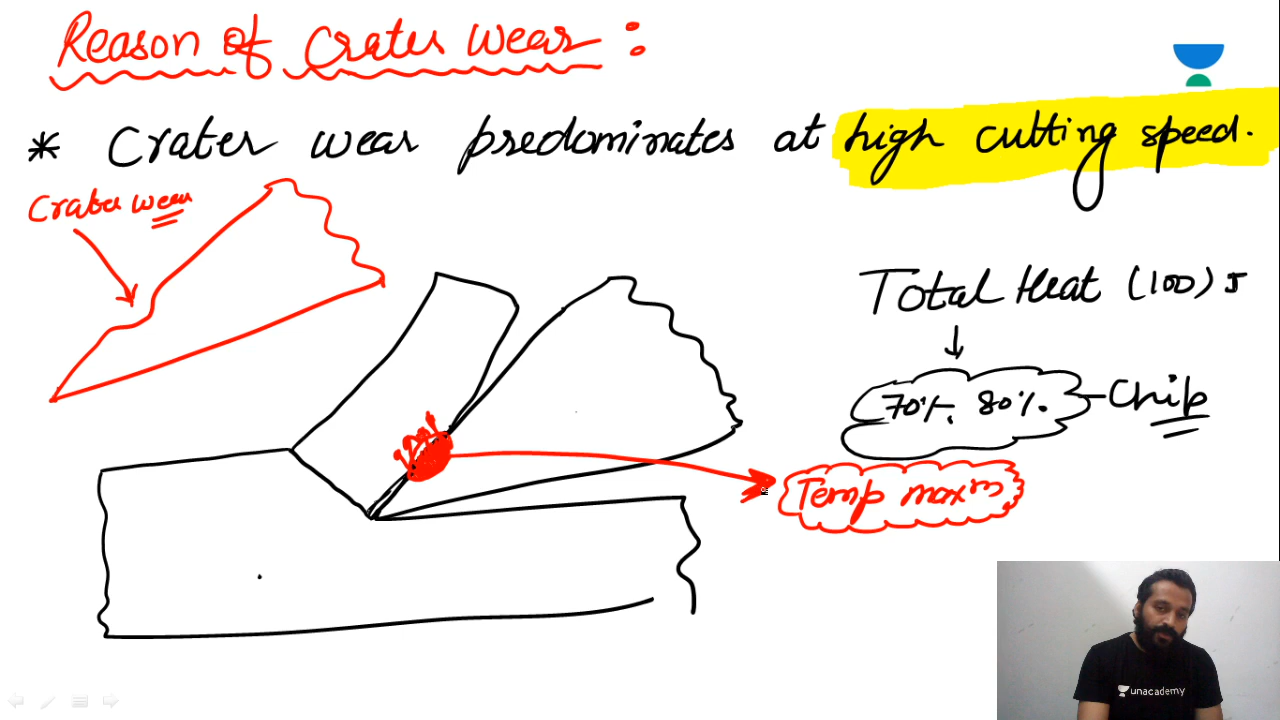 Reason of Crater Wear :
* Crater wear predominates at high cutting speed.
Crater wear
Total Heat (100) J
70%. 80%. - Chip
Temp maxm
unacademy